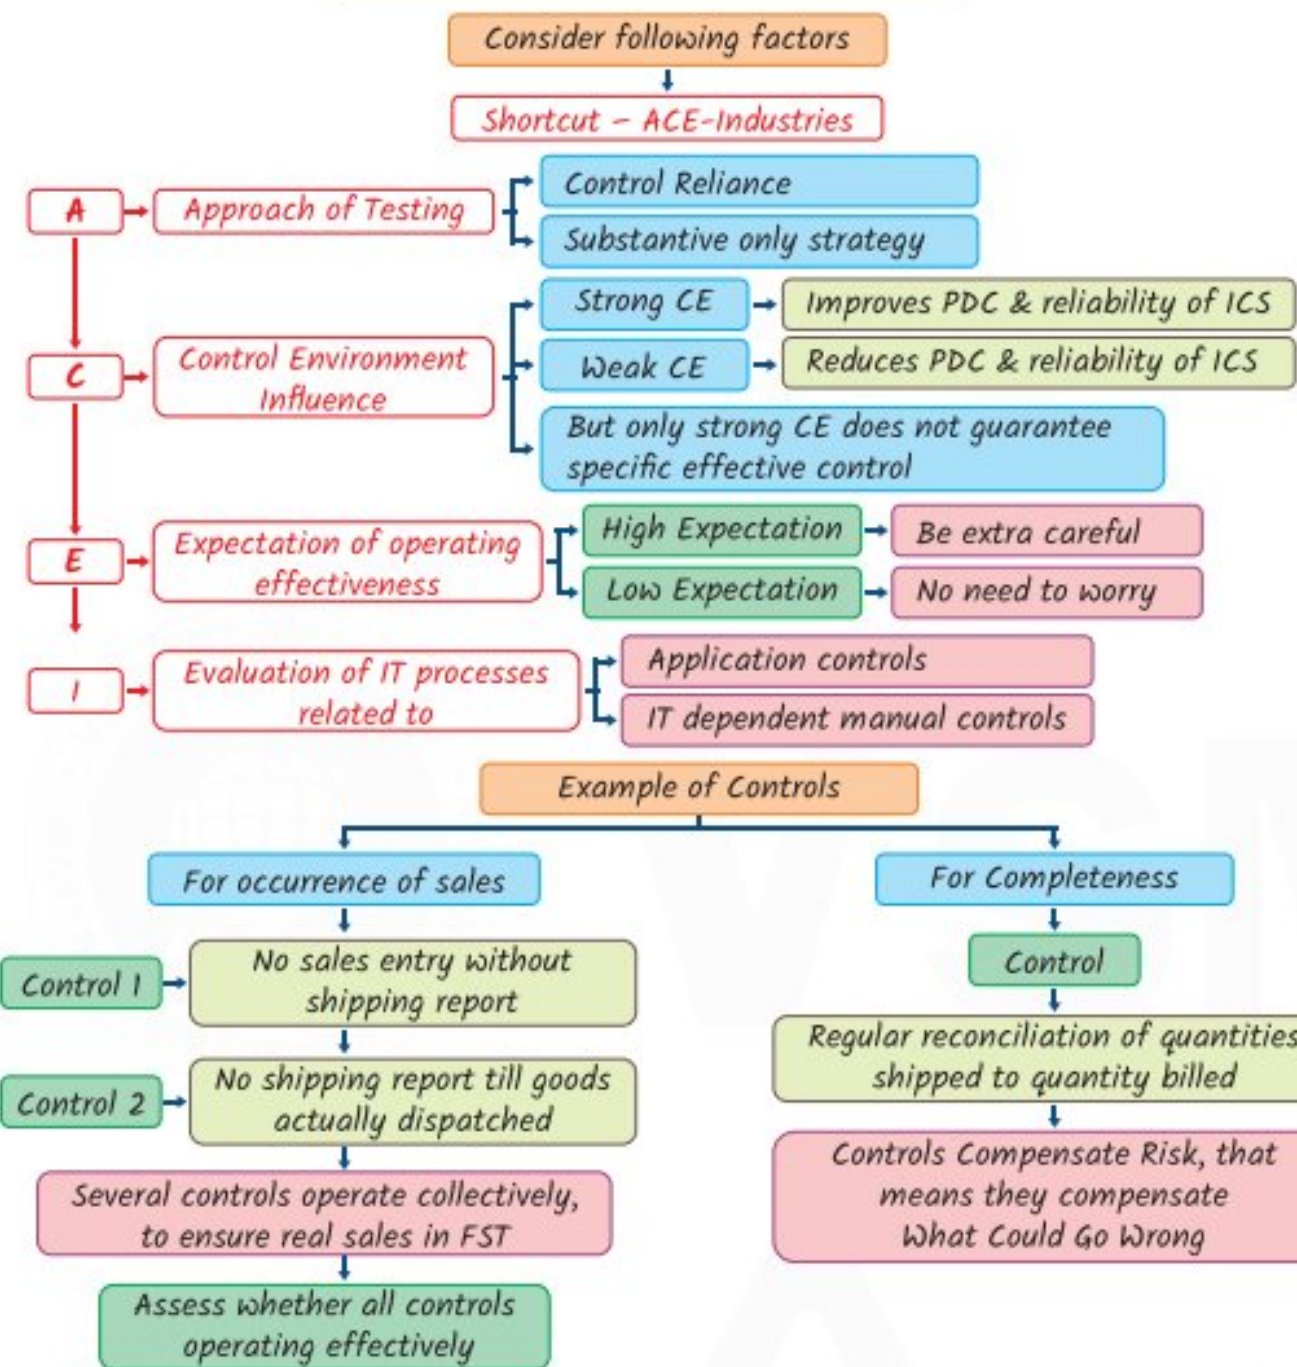 Consider following factors
Shortcut – ACE-Industries
A
Approach of Testing
Control Reliance
Substantive only strategy
C
Control Environment
Influence
Strong CE
Improves PDC & reliability of ICS
Weak CE
Reduces PDC & reliability of ICS
But only strong CE does not guarantee
specific effective control
E
Expectation of operating
effectiveness
High Expectation
Be extra careful
Low Expectation
No need to worry
I
Evaluation of IT processes
related to
Application controls
IT dependent manual controls
Example of Controls
For occurrence of sales
Control 1
No sales entry without
shipping report
Control 2
No shipping report till goods
actually dispatched
Several controls operate collectively,
to ensure real sales in FST
Assess whether all controls
operating effectively
For Completeness
Control
Regular reconciliation of quantities
shipped to quantity billed
Controls Compensate Risk, that
means they compensate
What Could Go Wrong